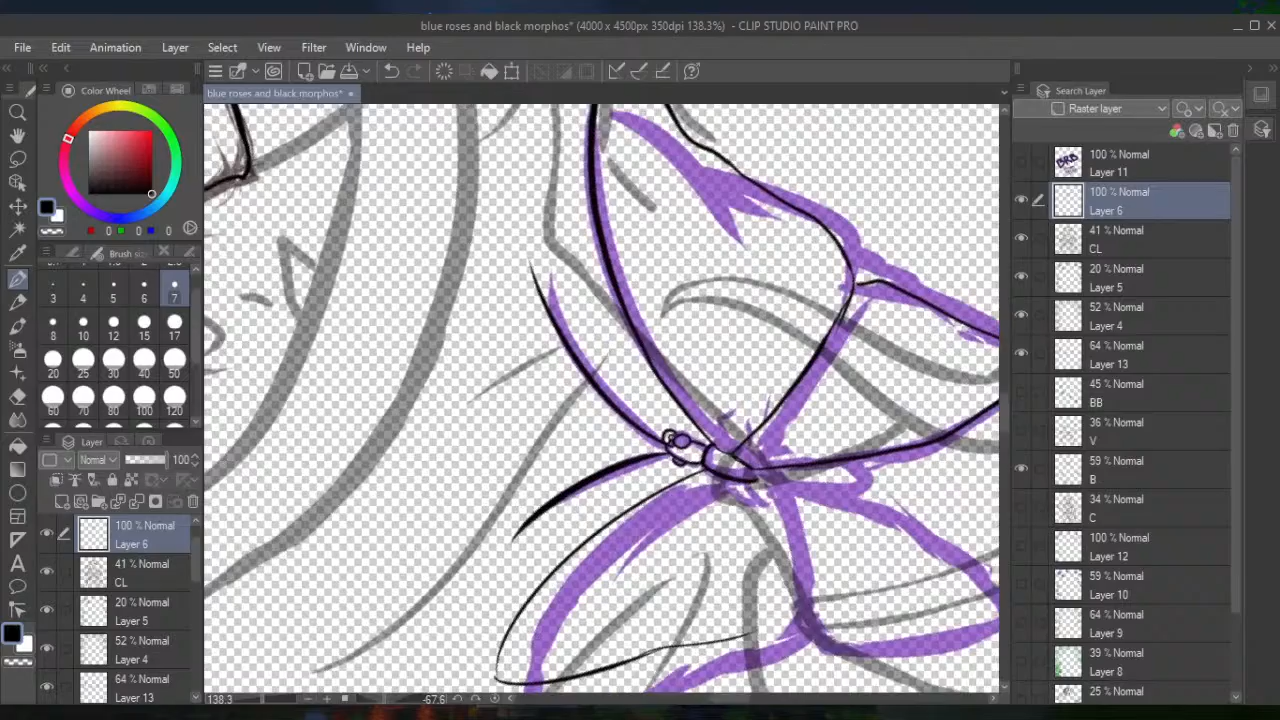 blue roses and black morphos* (4000 x 4500px 350dpi 138.3%) - CLIP STUDIO PAINT PRO
File Edit Animation Layer Select View Filter Window Help
blue roses and black morphos*
Color Wheel
0 0 0
Brush size
3 4 5 6 7
8 10 12 15 17
20 25 30 40 50
60 70 80 100 120
Layer
Normal 100
100 % Normal
Layer 6
41 % Normal
CL
20 % Normal
Layer 5
52 % Normal
Layer 4
64 % Normal
Layer 13
138.3 -67.6
Search Layer
Raster layer
BRB
100 % Normal
Layer 11
100 % Normal
Layer 6
41 % Normal
CL
20 % Normal
Layer 5
52 % Normal
Layer 4
64 % Normal
Layer 13
45 % Normal
BB
36 % Normal
V
59 % Normal
B
34 % Normal
C
100 % Normal
Layer 12
59 % Normal
Layer 10
64 % Normal
Layer 9
39 % Normal
Layer 8
25 % Normal